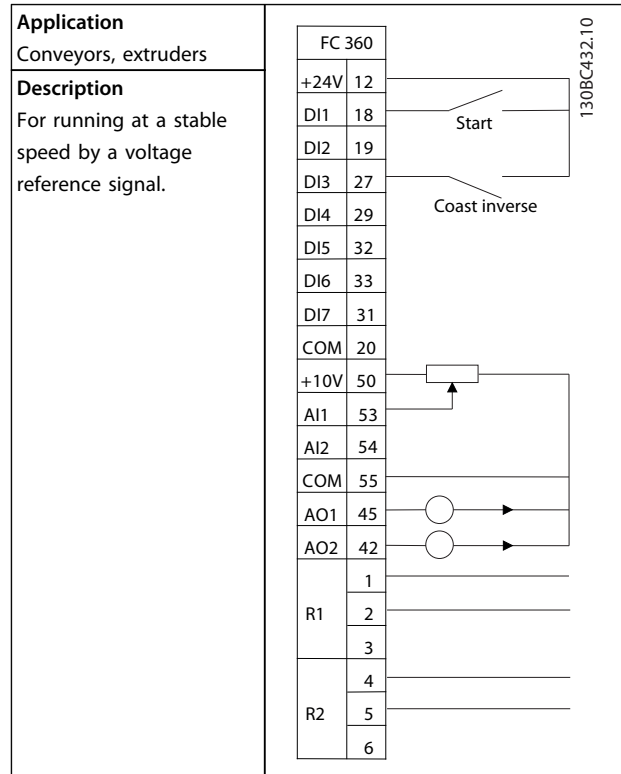 Application
Conveyors, extruders
Description
For running at a stable
speed by a voltage
reference signal.
FC 360
+24V 12
DI1 18
DI2 19
DI3 27
DI4 29
DI5 32
DI6 33
DI7 31
COM 20
+10V 50
AI1 53
AI2 54
COM 55
AO1 45
AO2 42
R1
1
2
3
R2
4
5
6
Start
Coast inverse
130BC432.10